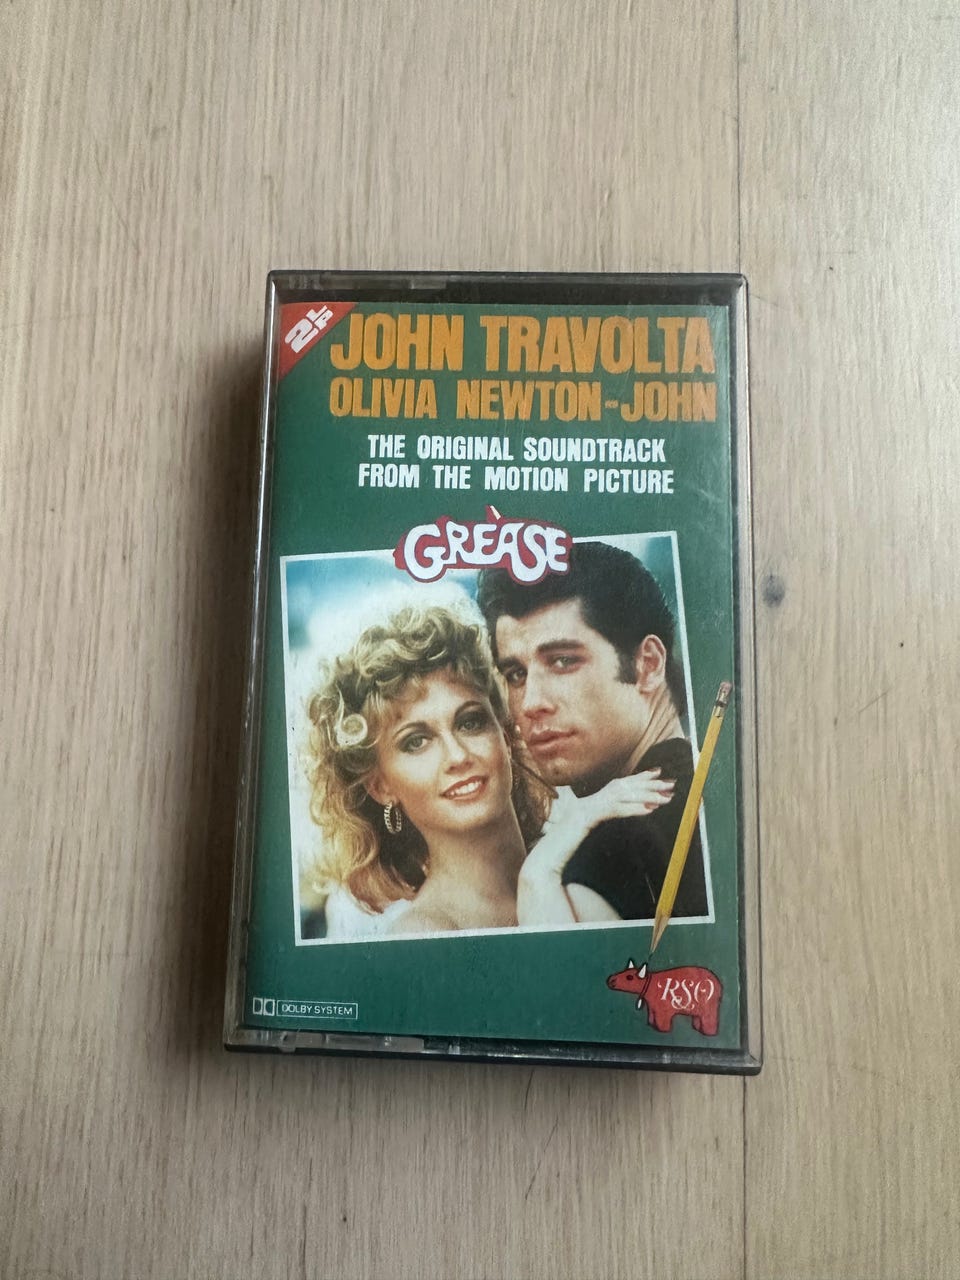 2LP
JOHN TRAVOLTA
OLIVIA NEWTON-JOHN
THE ORIGINAL SOUNDTRACK
FROM THE MOTION PICTURE
GREASE
RSO
DOLBY SYSTEM